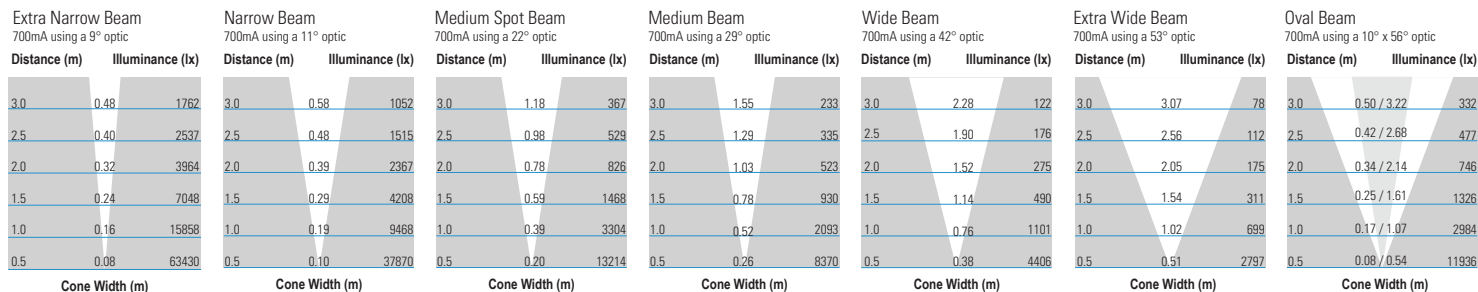 Extra Narrow Beam
700mA using a 9° optic
Distance (m) Illuminance (lx)
3.0 0.48 1762
2.5 0.40 2537
2.0 0.32 3964
1.5 0.24 7048
1.0 0.16 15858
0.5 0.08 63430
Cone Width (m)
Narrow Beam
700mA using a 11° optic
Distance (m) Illuminance (lx)
3.0 0.58 1052
2.5 0.48 1515
2.0 0.39 2367
1.5 0.29 4208
1.0 0.19 9468
0.5 0.10 37870
Cone Width (m)
Medium Spot Beam
700mA using a 22° optic
Distance (m) Illuminance (lx)
3.0 1.18 367
2.5 0.98 529
2.0 0.78 826
1.5 0.59 1468
1.0 0.39 3304
0.5 0.20 13214
Cone Width (m)
Medium Beam
700mA using a 29° optic
Distance (m) Illuminance (lx)
3.0 1.55 233
2.5 1.29 335
2.0 1.03 523
1.5 0.78 930
1.0 0.52 2093
0.5 0.26 8370
Cone Width (m)
Wide Beam
700mA using a 42° optic
Distance (m) Illuminance (lx)
3.0 2.28 122
2.5 1.90 176
2.0 1.52 275
1.5 1.14 490
1.0 0.76 1101
0.5 0.38 4406
Cone Width (m)
Extra Wide Beam
700mA using a 53° optic
Distance (m) Illuminance (lx)
3.0 3.07 78
2.5 2.56 112
2.0 2.05 175
1.5 1.54 311
1.0 1.02 699
0.5 0.51 2797
Cone Width (m)
Oval Beam
700mA using a 10° x 56° optic
Distance (m) Illuminance (lx)
3.0 0.50 / 3.22 332
2.5 0.42 / 2.68 477
2.0 0.34 / 2.14 746
1.5 0.25 / 1.61 1326
1.0 0.17 / 1.07 2984
0.5 0.08 / 0.54 11936
Cone Width (m)